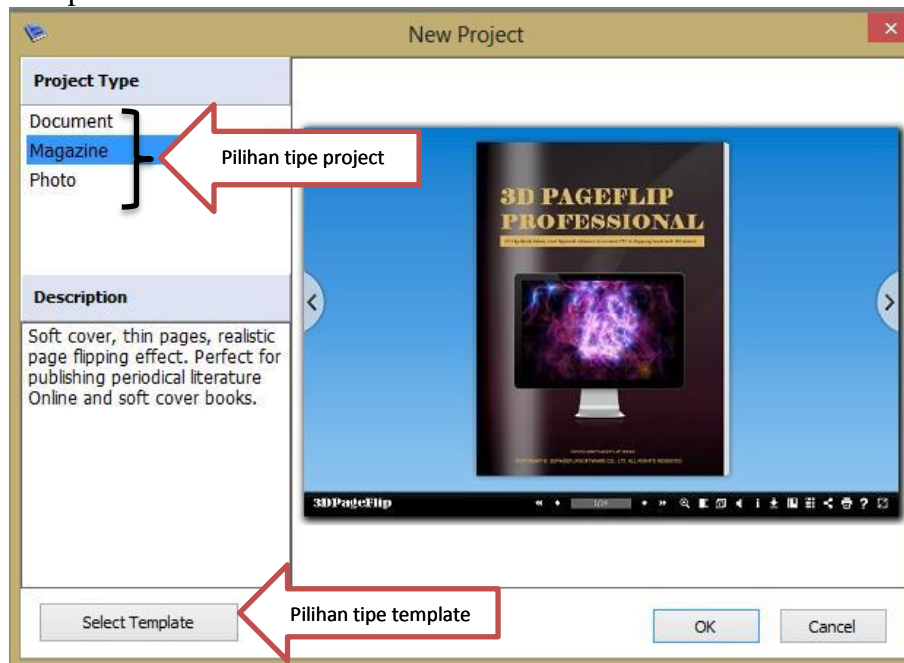 New Project
Project Type
Document
Magazine
Photo
Pilihan tipe project
3D PAGEFLIP
PROFESSIONAL
Description
Soft cover, thin pages, realistic
page flipping effect. Perfect for
publishing periodical literature
Online and soft cover books.
3DPageFlip
Select Template
Pilihan tipe template
OK
Cancel